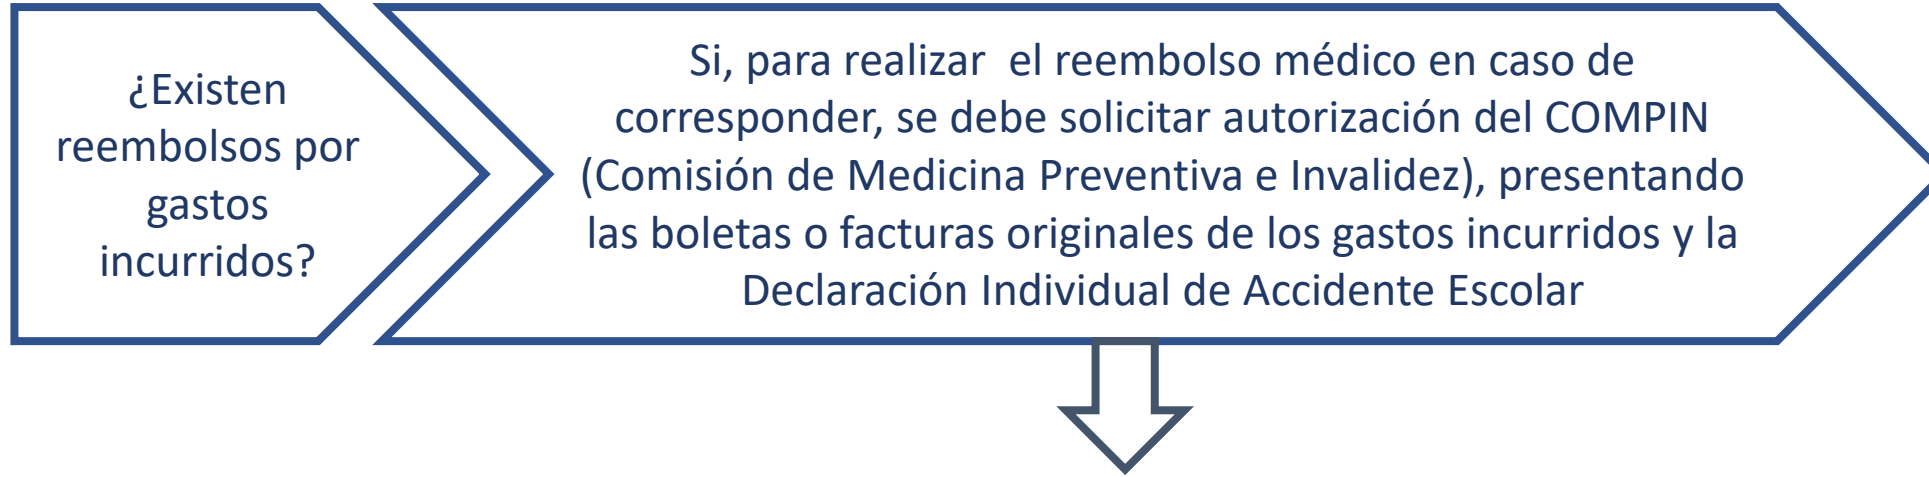 ¿Existen
reembolsos por
gastos
incurridos?
Si, para realizar  el reembolso médico en caso de
corresponder, se debe solicitar autorización del COMPIN
(Comisión de Medicina Preventiva e Invalidez), presentando
las boletas o facturas originales de los gastos incurridos y la
Declaración Individual de Accidente Escolar